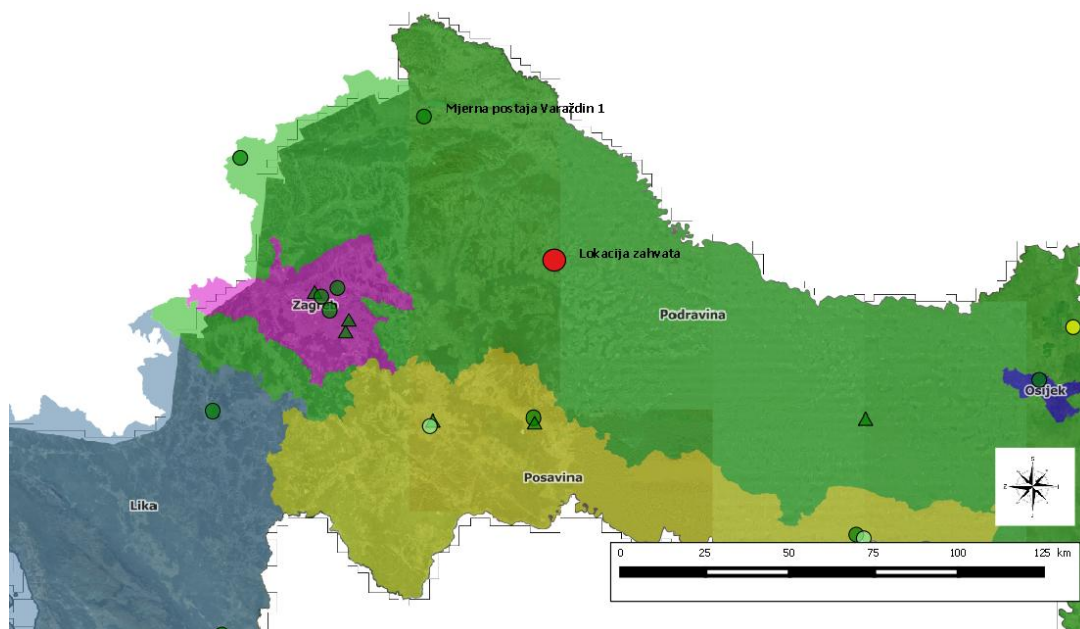 Mjerna postaja Varaždin 1
Lokacija zahvata
Zagreb
Podravina
Osijek
Posavina
Lika
S
Z
I
J
0 25 50 75 100 125 km